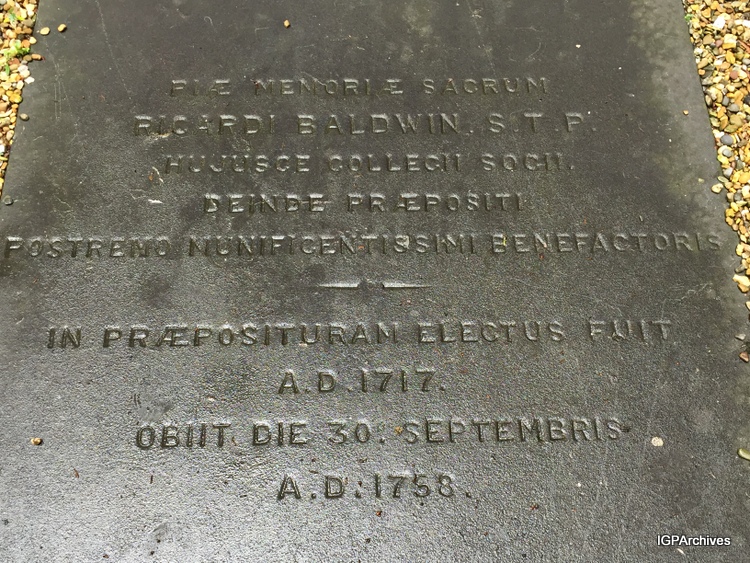 PIÆ MEMORIÆ SACRUM
RICARDI BALDWIN. S.T.P.
HUJUSCE COLLEGII SOCII.
DEINDE PRÆPOSITI
POSTREMO MUNIFICENTISSIMI BENEFACTORIS
IN PRÆPOSITURAM ELECTUS FUIT
A.D. 1717.
OBIIT DIE 30. SEPTEMBRIS
A.D. 1758.
IGPArchives